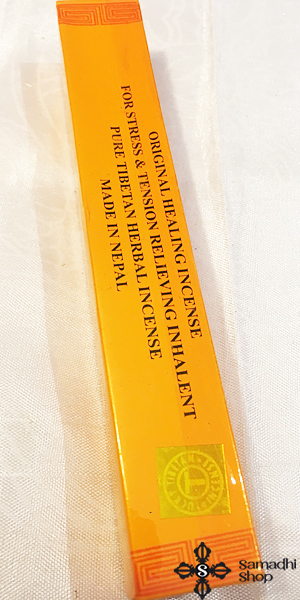 ORIGINAL HEALING INCENSE
FOR STRESS & TENSION RELIEVING INHALENT
PURE TIBETAN HERBAL INCENSE
MADE IN NEPAL
S
Samadhi
Shop